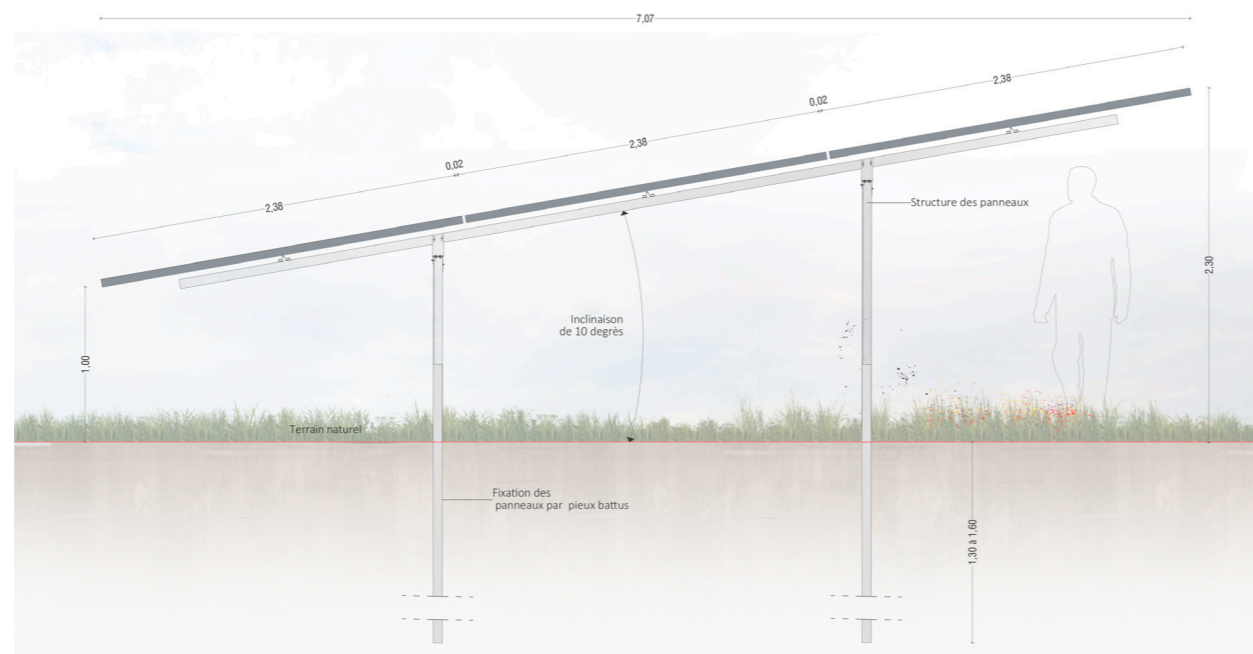 7,07
2,38
0,02
2,38
0,02
2,38
Structure des panneaux
2,30
Inclinaison
de 10 degrès
1,00
Terrain naturel
Fixation des
panneaux par pieux battus
1,30 à 1,60